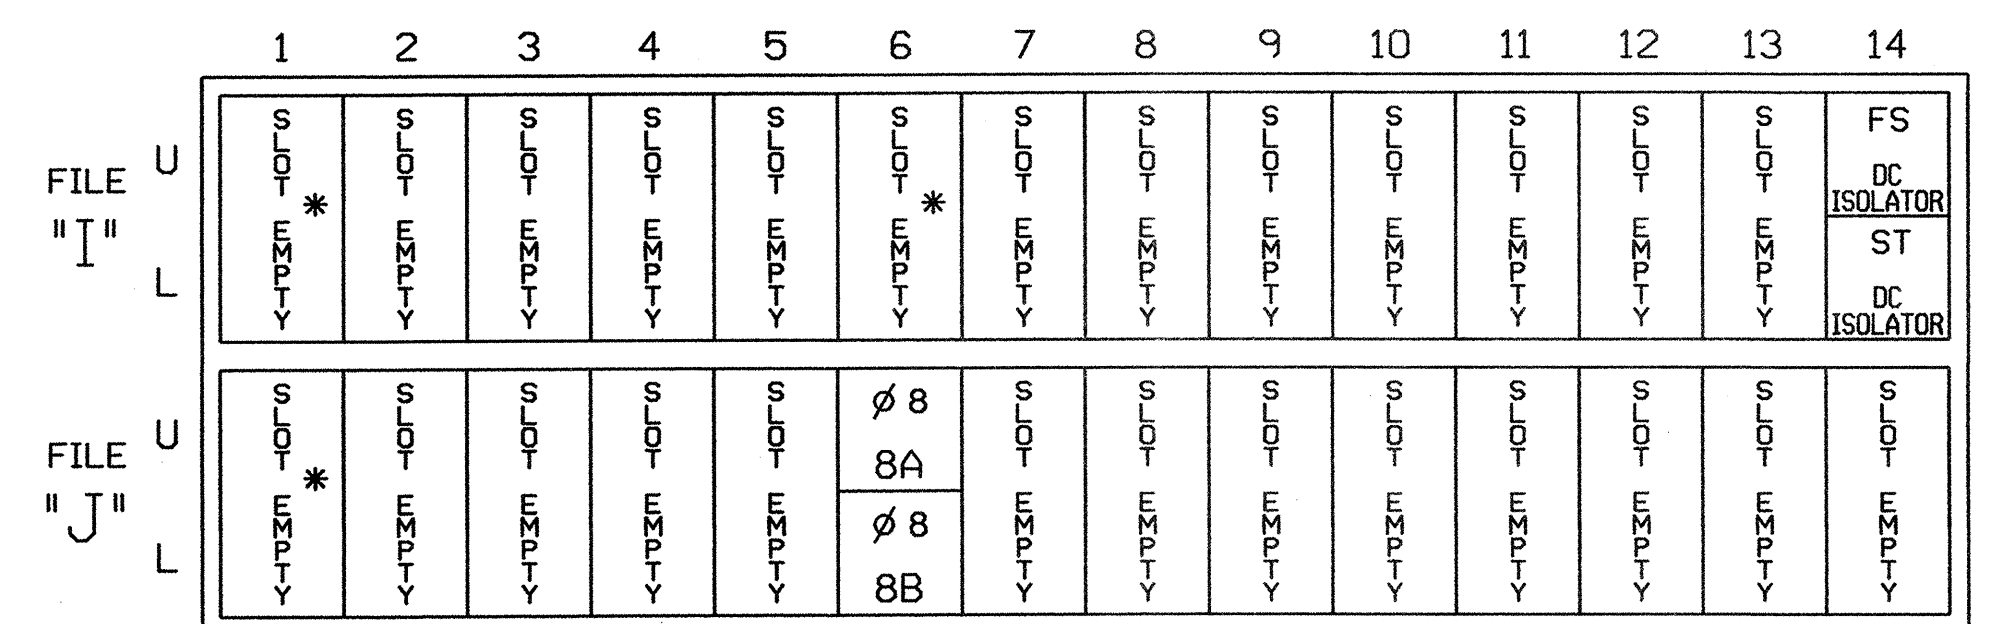 1 2 3 4 5 6 7 8 9 10 11 12 13 14
FILE "I"
U
L
SLOT EMPTY *
SLOT EMPTY
SLOT EMPTY
SLOT EMPTY
SLOT EMPTY
SLOT EMPTY *
SLOT EMPTY
SLOT EMPTY
SLOT EMPTY
SLOT EMPTY
SLOT EMPTY
SLOT EMPTY
SLOT EMPTY
FS
DC
ISOLATOR
ST
DC
ISOLATOR
FILE "J"
U
L
SLOT EMPTY *
SLOT EMPTY
SLOT EMPTY
SLOT EMPTY
SLOT EMPTY
Ø 8
8A
Ø 8
8B
SLOT EMPTY
SLOT EMPTY
SLOT EMPTY
SLOT EMPTY
SLOT EMPTY
SLOT EMPTY
SLOT EMPTY
SLOT EMPTY